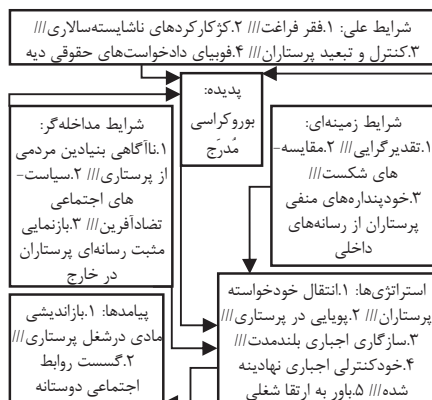 شرایط علی: ۱.فقر فراغت/// ۲.کژکارکردهای ناشایسته‌سالاری///
۳.کنترل و تبعید پرستاران/// ۴.فوبیای دادخواست‌های حقوقی دیه
پدیده:
بوروکراسی
مُدرَج
شرایط زمینه‌ای:
۱.تقدیرگرایی/// ۲.مقایسه-
های شکست///
۳.خودپنداره‌های منفی
پرستاران از رسانه‌های
داخلی
شرایط مداخله‌گر:
۱.ناآگاهی بنیادین مردمی
از پرستاری/// ۲.سیاست-
های اجتماعی
تضادآفرین/// ۳.بازنمایی
مثبت رسانه‌ای پرستاران
در خارج
استراتژی‌ها: ۱.انتقال خودخواسته
پرستاران/// ۲.پویایی در پرستاری///
۳.سازگاری اجباری بلندمدت///
۴.خودکنترلی اجباری نهادینه
شده/// ۵.باور به ارتقا شغلی
پیامدها: ۱.بازاندیشی
مادی درشغل پرستاری///
۲.گسست روابط
اجتماعی دوستانه